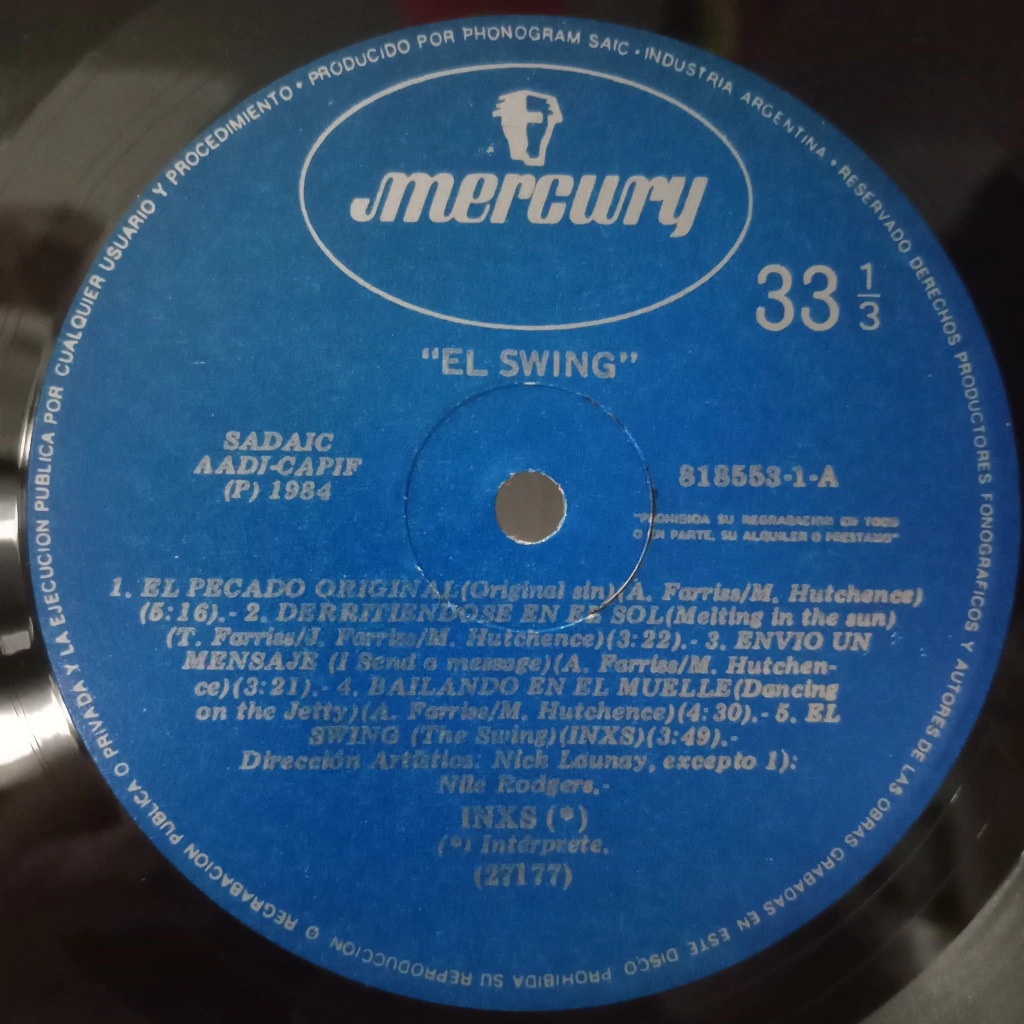 PRODUCIDO POR PHONOGRAM SAIC • INDUSTRIA ARGENTINA • RESERVADO DERECHOS PRODUCTORES FONOGRAFICOS Y AUTORES DE LAS OBRAS GRABADAS EN ESTE DISCO PROHIBIDA SU REPRODUCCION O REGRABACION PUBLICA O PRIVADA Y LA EJECUCION PUBLICA POR CUALQUIER USUARIO Y PROCEDIMIENTO •
mercury
33 1/3
"EL SWING"
SADAIC
AADI-CAPIF
(P) 1984
818553-1-A
"PROHIBIDA SU REGRABACION EN TODO
O EN PARTE, SU ALQUILER O PRESTAMO"
1. EL PECADO ORIGINAL(Original sin)(A. Farriss/M. Hutchence)
(5:16).- 2. DERRITIENDOSE EN EL SOL(Melting in the sun)
(T. Farriss/J. Farriss/M. Hutchence)(3:22).- 3. ENVIO UN
MENSAJE (I Send a message)(A. Farriss/M. Hutchen-
ce)(3:21).- 4. BAILANDO EN EL MUELLE(Dancing
on the Jetty)(A. Farriss/M. Hutchence)(4:30).- 5. EL
SWING (The Swing)(INXS)(3:49).-
Dirección Artística: Nick Launay, excepto 1):
Nile Rodgers.-
INXS (*)
(*) Intérprete.
(27177)